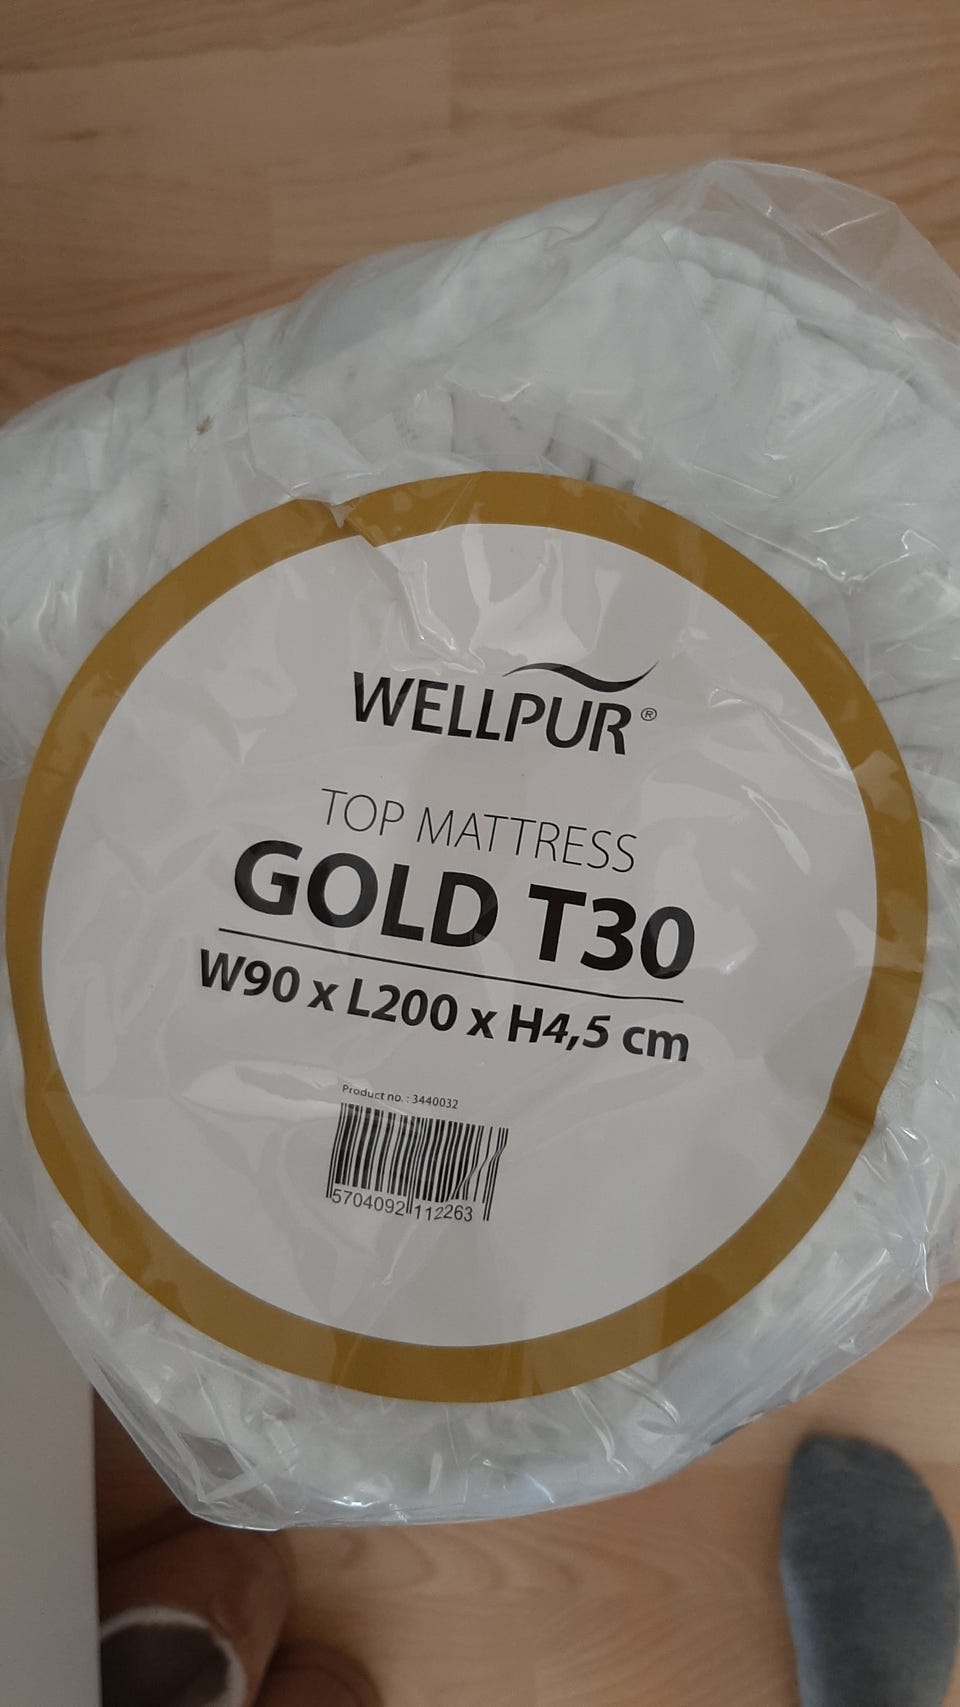 WELLPUR®
TOP MATTRESS
GOLD T30
W90 x L200 x H4,5 cm
Product no. : 3440032
5704092 112263